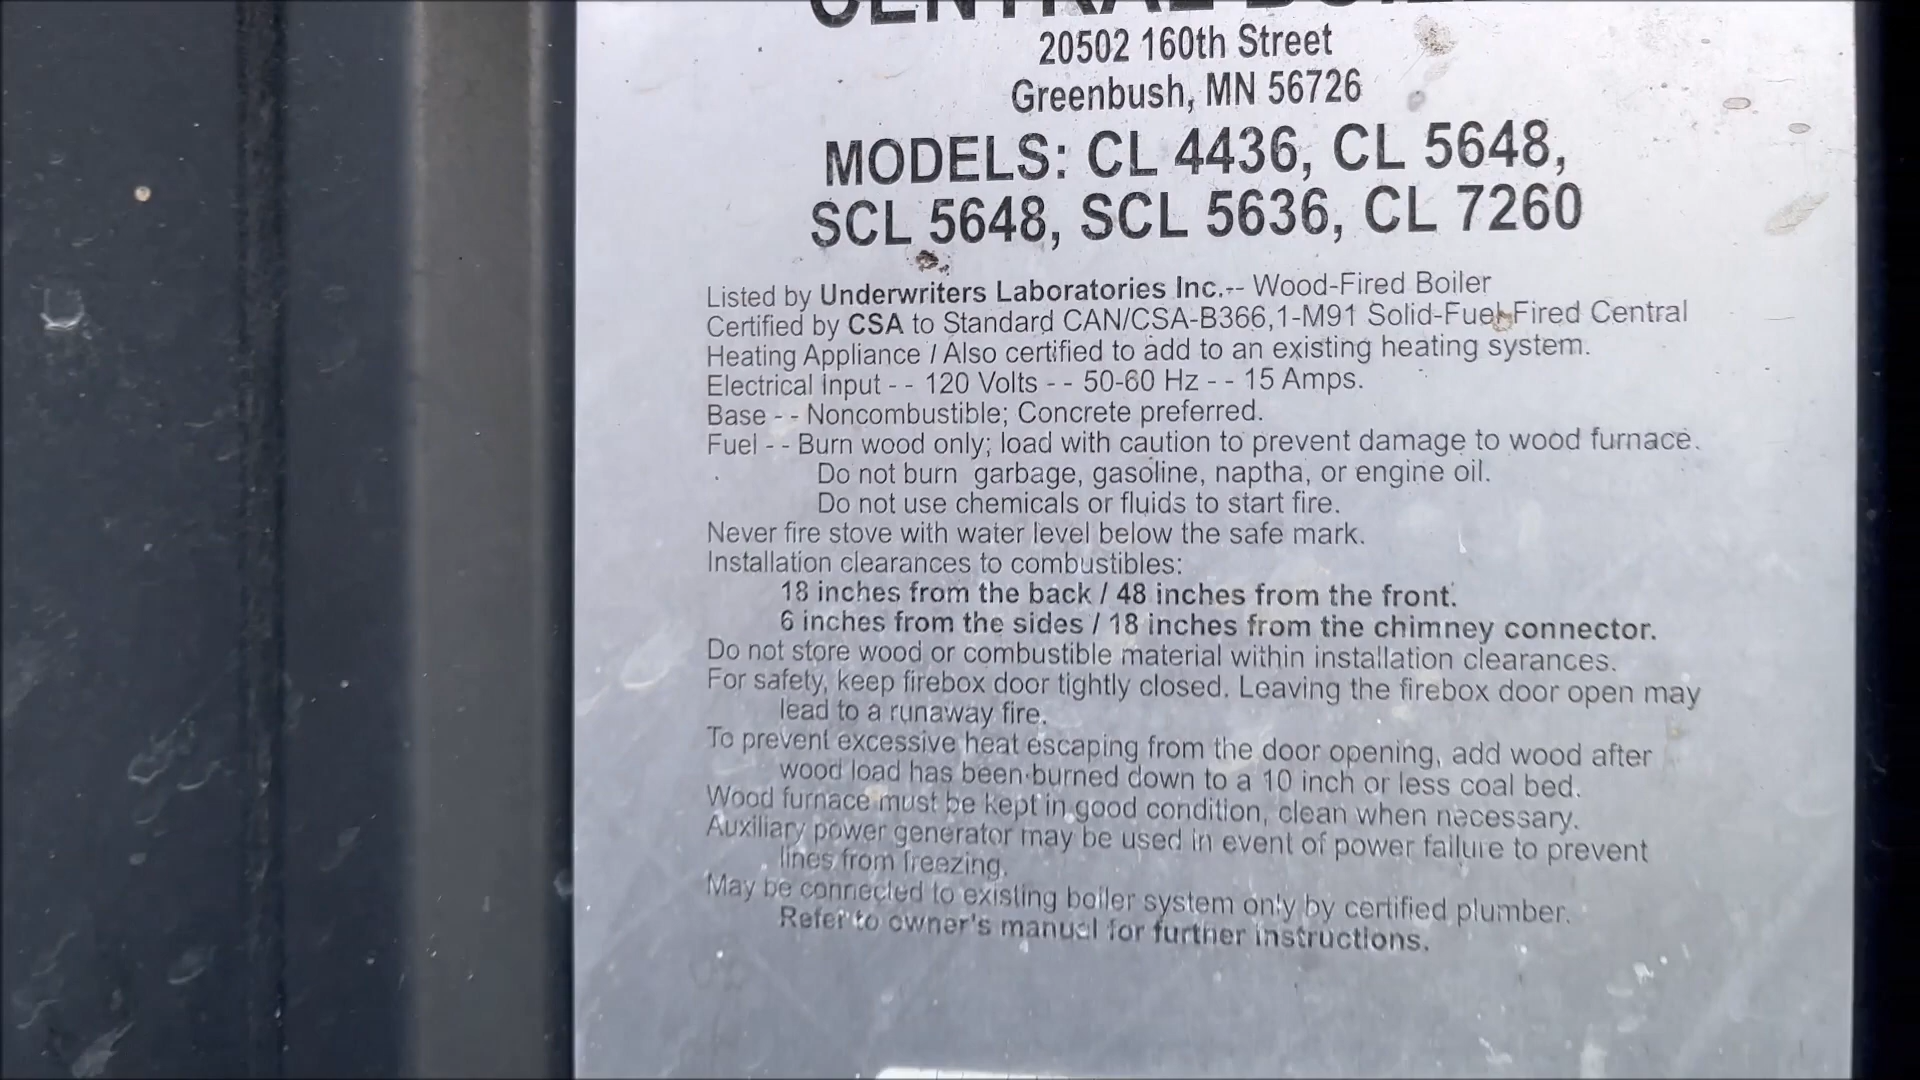 CENTRAL BOILER
20502 160th Street
Greenbush, MN 56726
MODELS: CL 4436, CL 5648,
SCL 5648, SCL 5636, CL 7260
Listed by Underwriters Laboratories Inc.-- Wood-Fired Boiler
Certified by CSA to Standard CAN/CSA-B366,1-M91 Solid-Fuel-Fired Central
Heating Appliance / Also certified to add to an existing heating system.
Electrical input - - 120 Volts - - 50-60 Hz - - 15 Amps.
Base - - Noncombustible; Concrete preferred.
Fuel - - Burn wood only; load with caution to prevent damage to wood furnace.
Do not burn garbage, gasoline, naptha, or engine oil.
Do not use chemicals or fluids to start fire.
Never fire stove with water level below the safe mark.
Installation clearances to combustibles:
18 inches from the back / 48 inches from the front.
6 inches from the sides / 18 inches from the chimney connector.
Do not store wood or combustible material within installation clearances.
For safety, keep firebox door tightly closed. Leaving the firebox door open may
lead to a runaway fire.
To prevent excessive heat escaping from the door opening, add wood after
wood load has been burned down to a 10 inch or less coal bed.
Wood furnace must be kept in good condition, clean when necessary.
Auxiliary power generator may be used in event of power failure to prevent
lines from freezing.
May be connected to existing boiler system only by certified plumber.
Refer to owner's manual for further instructions.